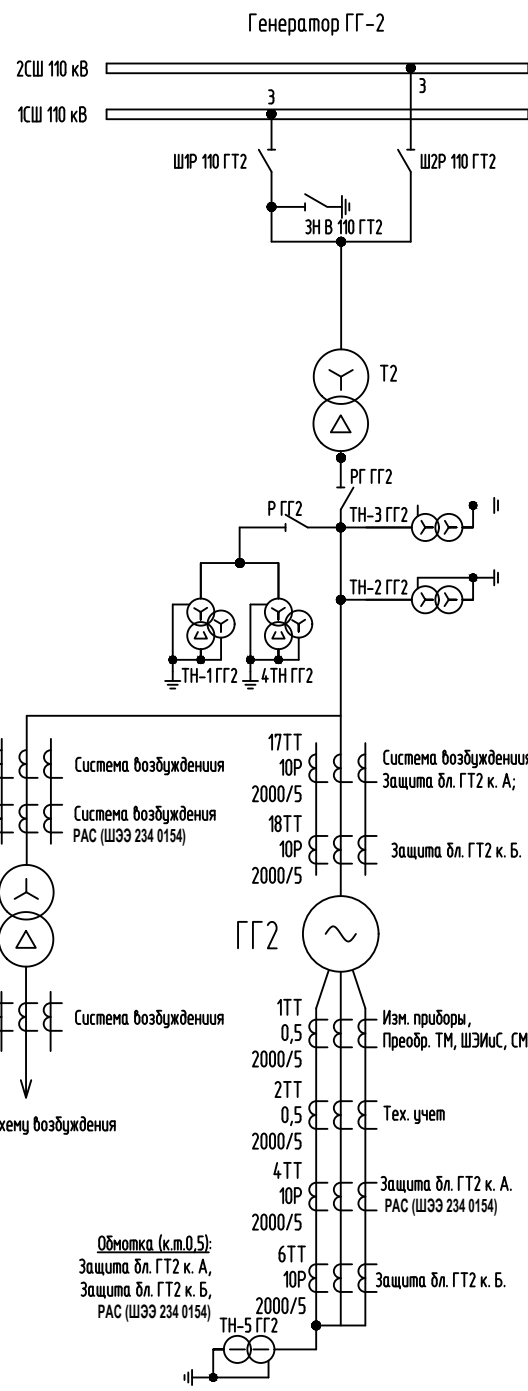 Генератор ГГ-2
2СШ 110 кВ
3
1СШ 110 кВ
3
Ш1Р 110 ГТ2
Ш2Р 110 ГТ2
ЗН В 110 ГТ2
Т2
РГ ГГ2
Р ГГ2
ТН-3 ГГ2
ТН-2 ГГ2
ТН-1 ГГ2
4ТН ГГ2
17ТТ
10Р
2000/5
Система возбуждения
Защита бл. ГТ2 к. А;
Система возбуждениия
Система возбуждения
РАС (ШЭЭ 234 0154)
18ТТ
10Р
2000/5
Защита бл. ГТ2 к. Б.
ГГ2
Система возбуждениия
хему возбуждения
1ТТ
0,5
2000/5
Изм. приборы,
Преобр. ТМ, ШЭИиС, СМ
2ТТ
0,5
2000/5
Тех. учет
4ТТ
10Р
2000/5
Защита бл. ГТ2 к. А.
РАС (ШЭЭ 234 0154)
6ТТ
10Р
2000/5
Защита бл. ГТ2 к. Б.
Обмотка (к.т.0,5):
Защита бл. ГТ2 к. А,
Защита бл. ГТ2 к. Б,
РАС (ШЭЭ 234 0154)
ТН-5 ГГ2